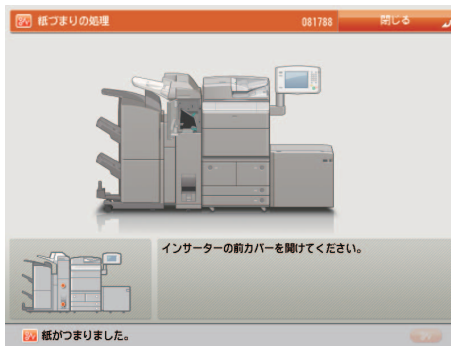 紙づまりの処理 081788 閉じる
インサーターの前カバーを開けてください。
紙がつまりました。